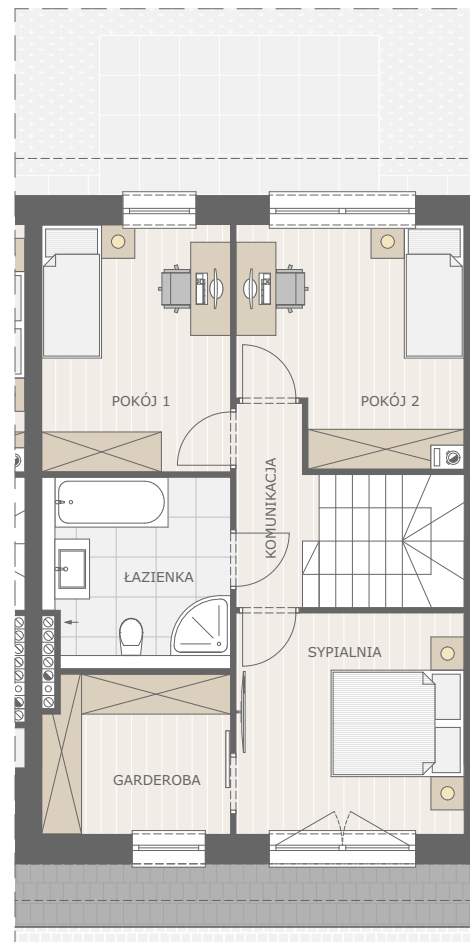 POKÓJ 1
POKÓJ 2
KOMUNIKACJA
ŁAZIENKA
SYPIALNIA
GARDEROBA